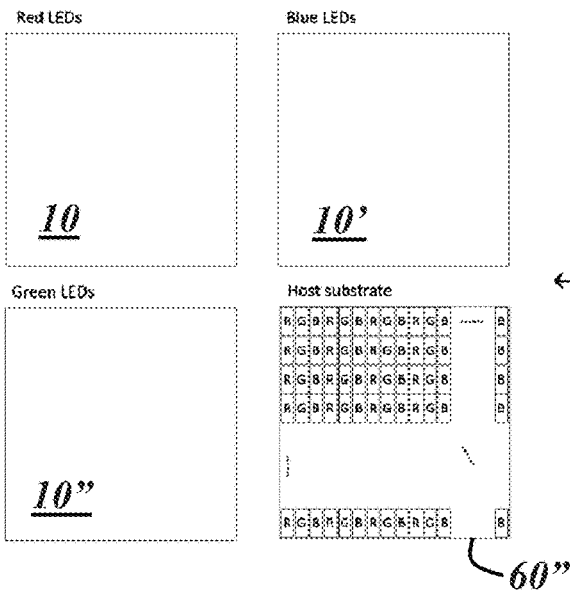 Red LEDs
Blue LEDs
10
10’
Green LEDs
Host substrate
←
R G B R G B R G B R G B ...... B
R G B R G B R G B R G B B
R G B R G B R G B R G B B
R G B R G B R G B R G B B
10”
R G B R G B R G B R G B B
60”